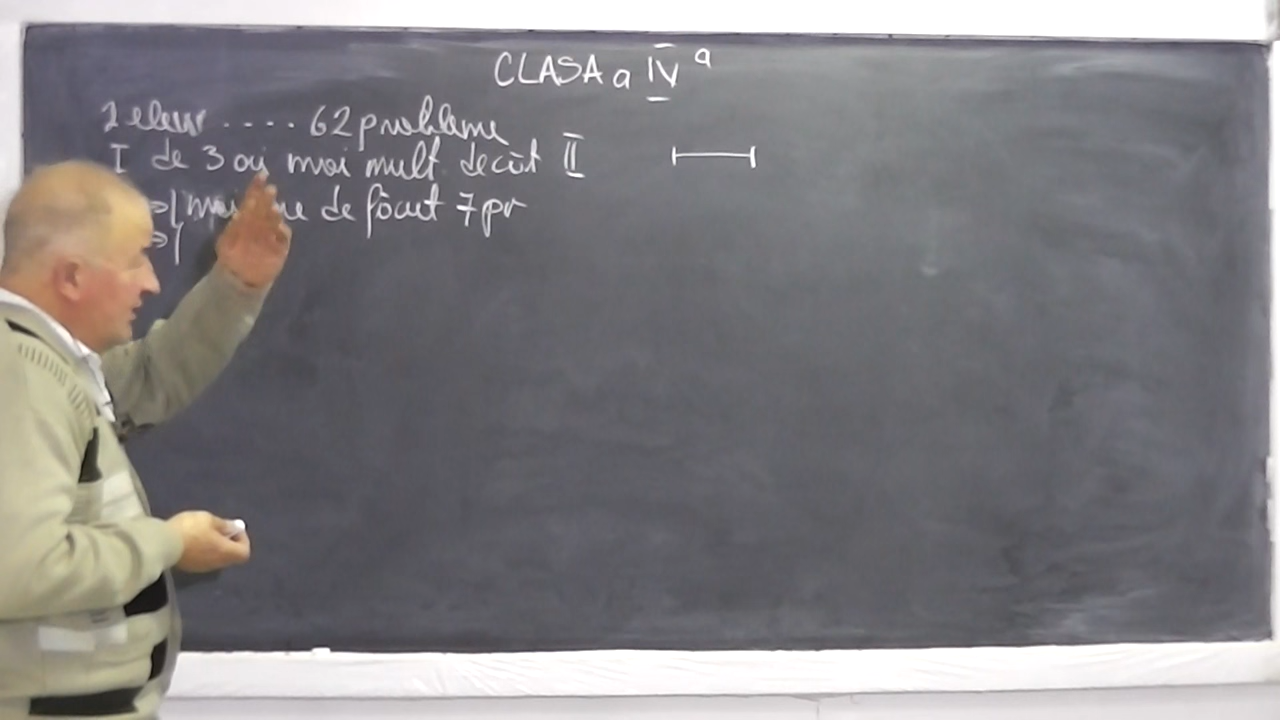 CLASA a IV a
2 elevi .... 62 probleme
I de 3 ori mai mult decât II
de făcut 7 pr